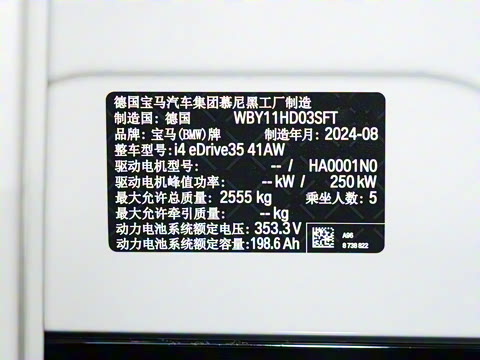 德国宝马汽车集团慕尼黑工厂制造
制造国: 德国 WBY11HD03SFT
品牌: 宝马(BMW)牌 制造年月: 2024-08
整车型号: i4 eDrive35 41AW
驱动电机型号: -- / HA0001N0
驱动电机峰值功率: -- kW / 250 kW
最大允许总质量: 2555 kg 乘坐人数: 5
最大允许牵引质量: -- kg
动力电池系统额定电压: 353.3 V
动力电池系统额定容量: 198.6 Ah
A96
8 738 822